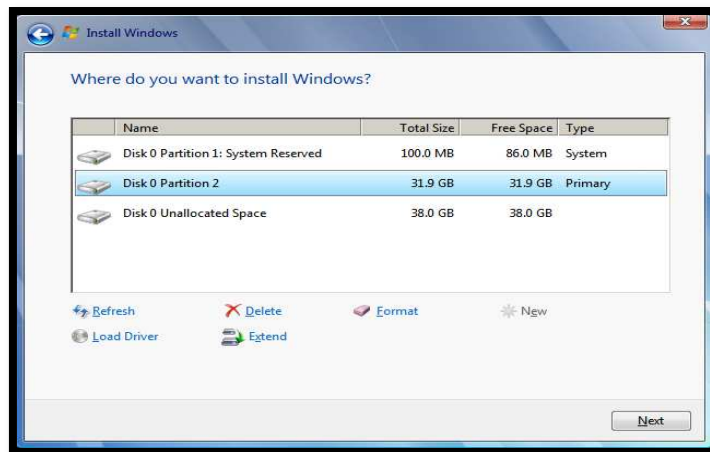 Install Windows
Where do you want to install Windows?
Name Total Size Free Space Type
Disk 0 Partition 1: System Reserved 100.0 MB 86.0 MB System
Disk 0 Partition 2 31.9 GB 31.9 GB Primary
Disk 0 Unallocated Space 38.0 GB 38.0 GB
Refresh Delete Format New
Load Driver Extend
Next